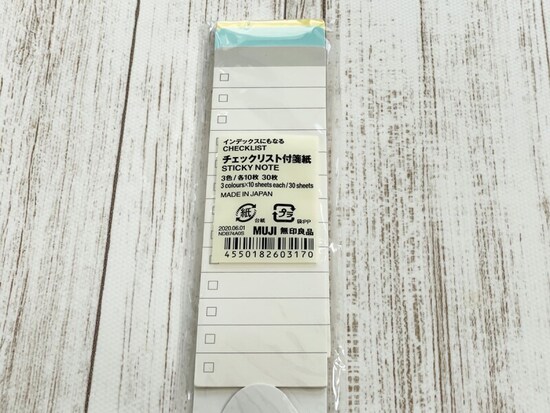 インデックスにもなる
CHECKLIST
チェックリスト付箋紙
STICKY NOTE
3色/各10枚 30枚
3 colours×10 sheets each/30 sheets
MADE IN JAPAN
紙 台紙 プラ 袋:PP
2020.06.01
MUJI 無印良品
4550182603170